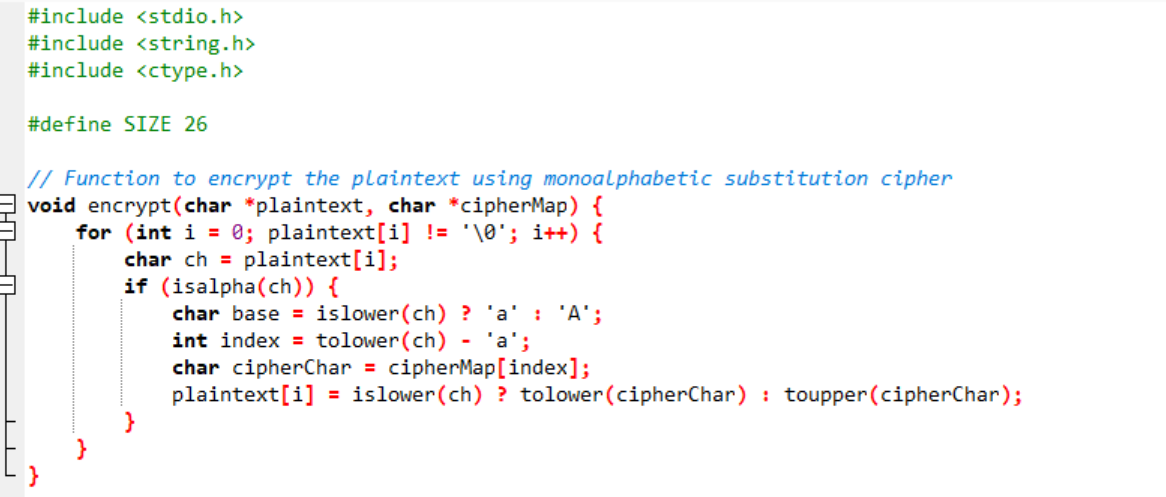 #include <stdio.h>
#include <string.h>
#include <ctype.h>
#define SIZE 26
// Function to encrypt the plaintext using monoalphabetic substitution cipher
void encrypt(char *plaintext, char *cipherMap) {
    for (int i = 0; plaintext[i] != '\0'; i++) {
        char ch = plaintext[i];
        if (isalpha(ch)) {
            char base = islower(ch) ? 'a' : 'A';
            int index = tolower(ch) - 'a';
            char cipherChar = cipherMap[index];
            plaintext[i] = islower(ch) ? tolower(cipherChar) : toupper(cipherChar);
        }
    }
}